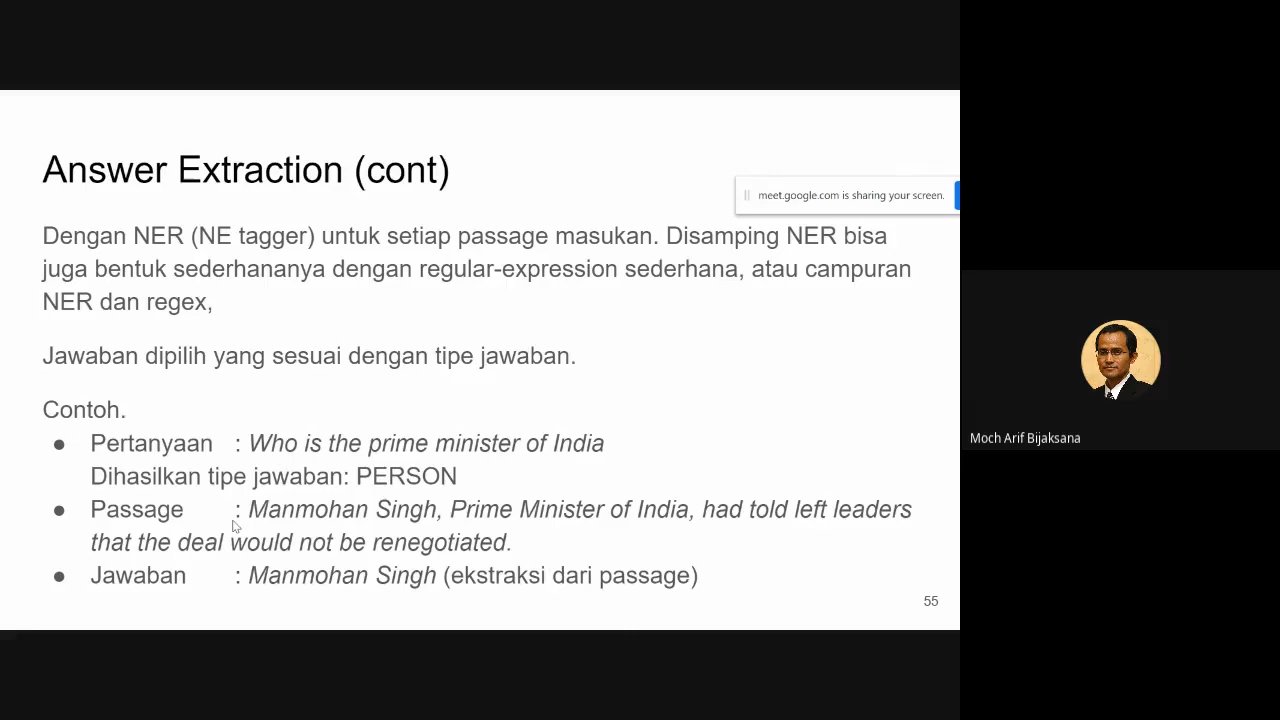 Answer Extraction (cont)
meet.google.com is sharing your screen.
Dengan NER (NE tagger) untuk setiap passage masukan. Disamping NER bisa
juga bentuk sederhananya dengan regular-expression sederhana, atau campuran
NER dan regex,
Jawaban dipilih yang sesuai dengan tipe jawaban.
Contoh.
● Pertanyaan : Who is the prime minister of India
Dihasilkan tipe jawaban: PERSON
● Passage : Manmohan Singh, Prime Minister of India, had told left leaders
that the deal would not be renegotiated.
● Jawaban : Manmohan Singh (ekstraksi dari passage)
55
Moch Arif Bijaksana